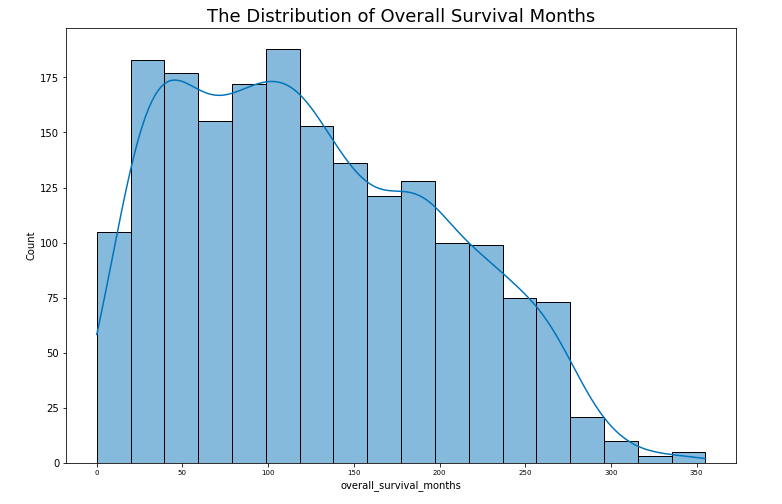 The Distribution of Overall Survival Months
175
150
125
100
75
50
25
0
Count
0 50 100 150 200 250 300 350
overall_survival_months